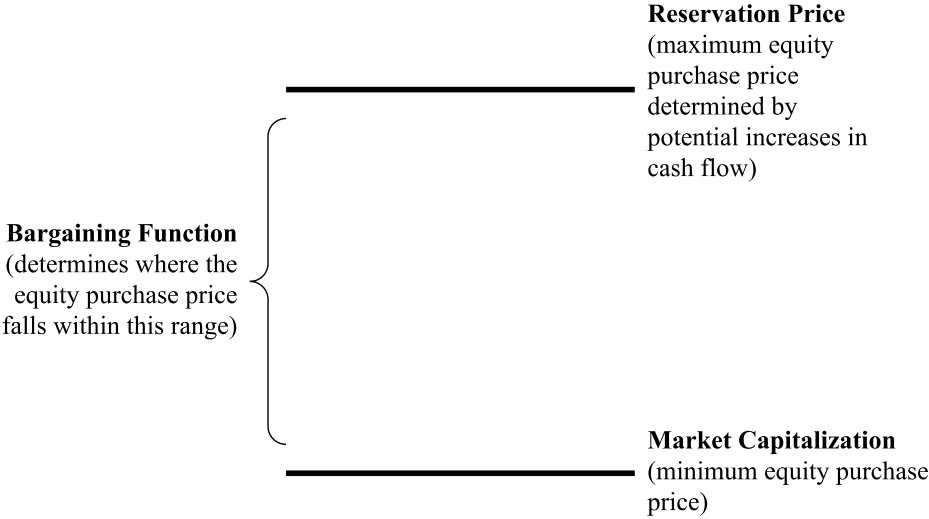 Reservation Price
(maximum equity
purchase price
determined by
potential increases in
cash flow)
Bargaining Function
(determines where the
equity purchase price
falls within this range)
Market Capitalization
(minimum equity purchase
price)